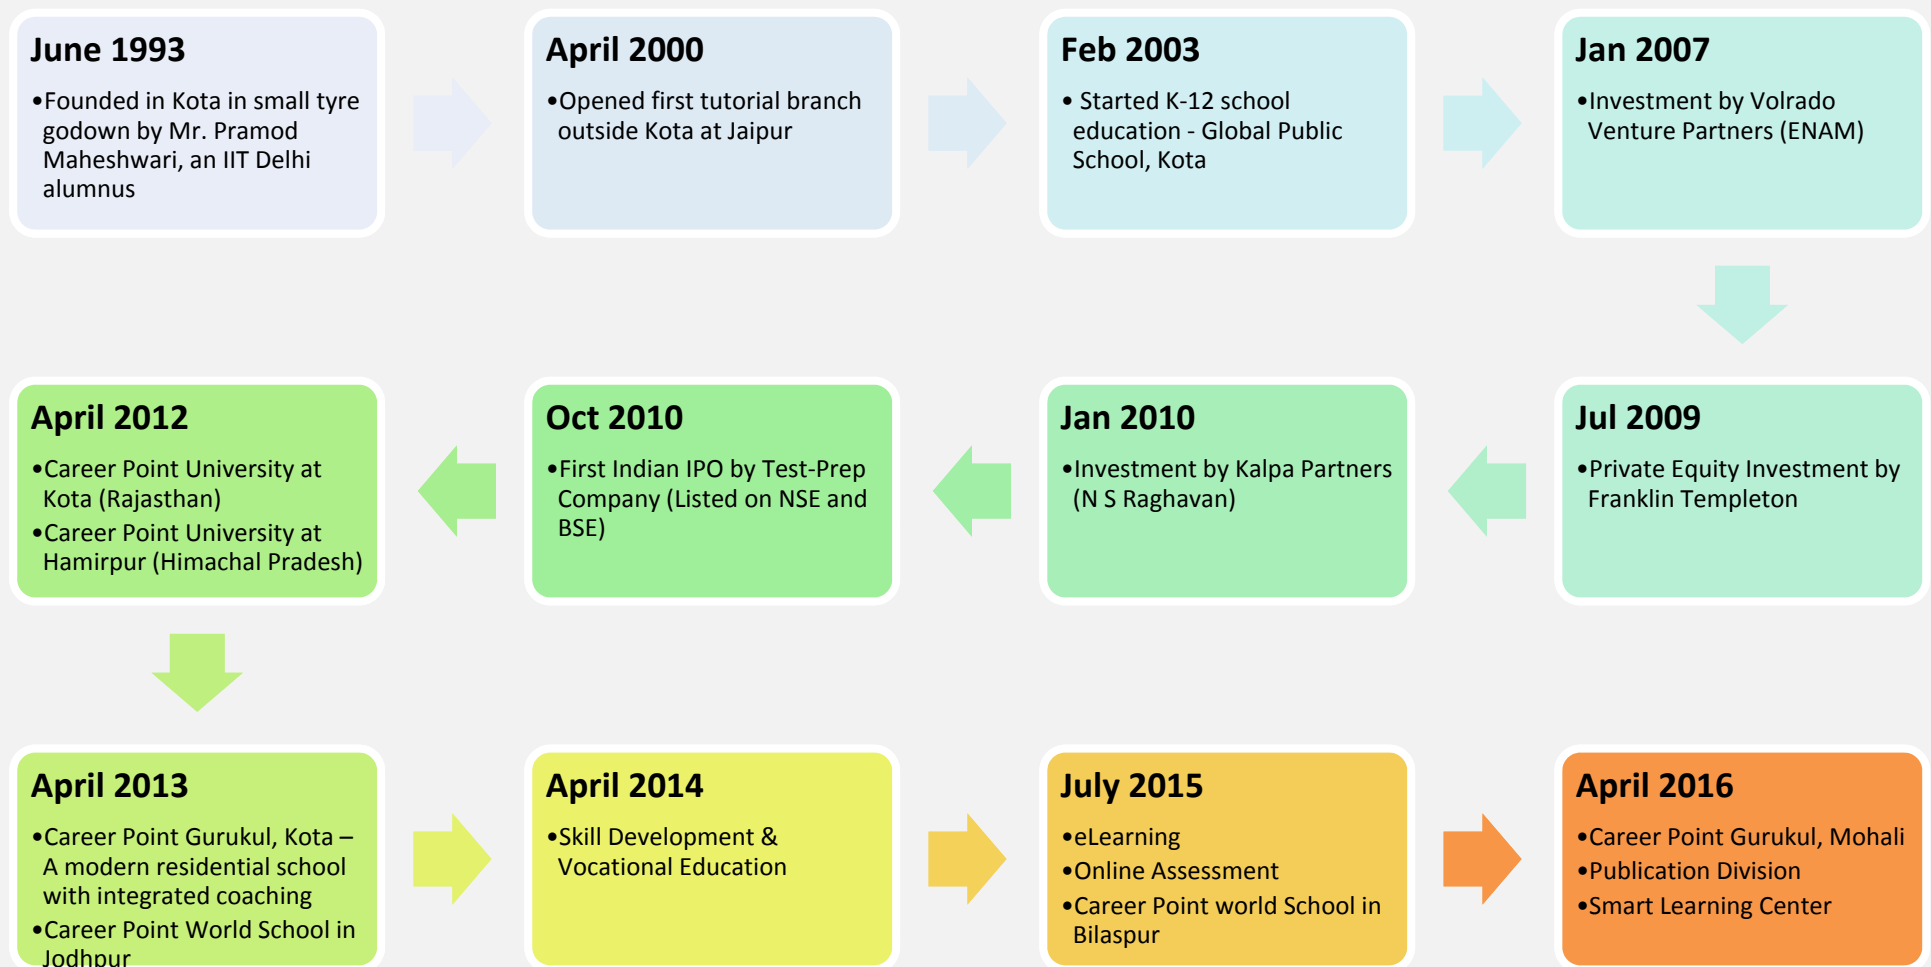 June 1993
•Founded in Kota in small tyre
godown by Mr. Pramod
Maheshwari, an IIT Delhi
alumnus
April 2000
•Opened first tutorial branch
outside Kota at Jaipur
Feb 2003
• Started K-12 school
education - Global Public
School, Kota
Jan 2007
•Investment by Volrado
Venture Partners (ENAM)
Jul 2009
•Private Equity Investment by
Franklin Templeton
Jan 2010
•Investment by Kalpa Partners
(N S Raghavan)
Oct 2010
•First Indian IPO by Test-Prep
Company (Listed on NSE and
BSE)
April 2012
•Career Point University at
Kota (Rajasthan)
•Career Point University at
Hamirpur (Himachal Pradesh)
April 2013
•Career Point Gurukul, Kota –
A modern residential school
with integrated coaching
•Career Point World School in
Jodhpur
April 2014
•Skill Development &
Vocational Education
July 2015
•eLearning
•Online Assessment
•Career Point world School in
Bilaspur
April 2016
•Career Point Gurukul, Mohali
•Publication Division
•Smart Learning Center